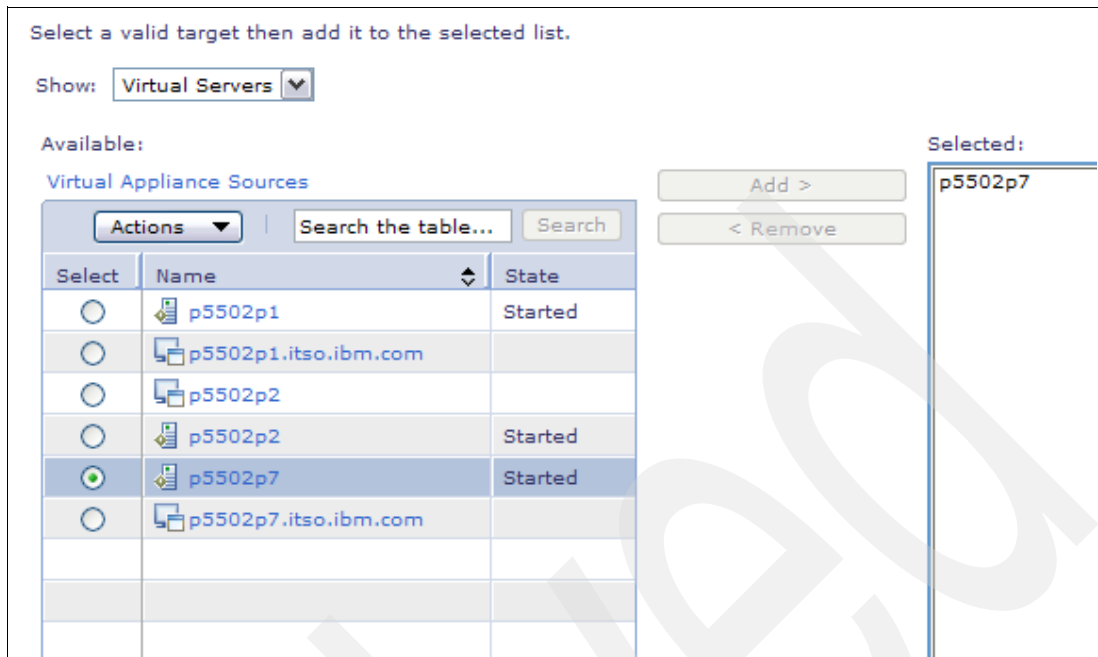 Select a valid target then add it to the selected list.
Show: Virtual Servers
Available: Selected:
Virtual Appliance Sources Add > p5502p7
Actions Search the table... Search < Remove
Select Name State
p5502p1 Started
p5502p1.itso.ibm.com
p5502p2
p5502p2 Started
p5502p7 Started
p5502p7.itso.ibm.com